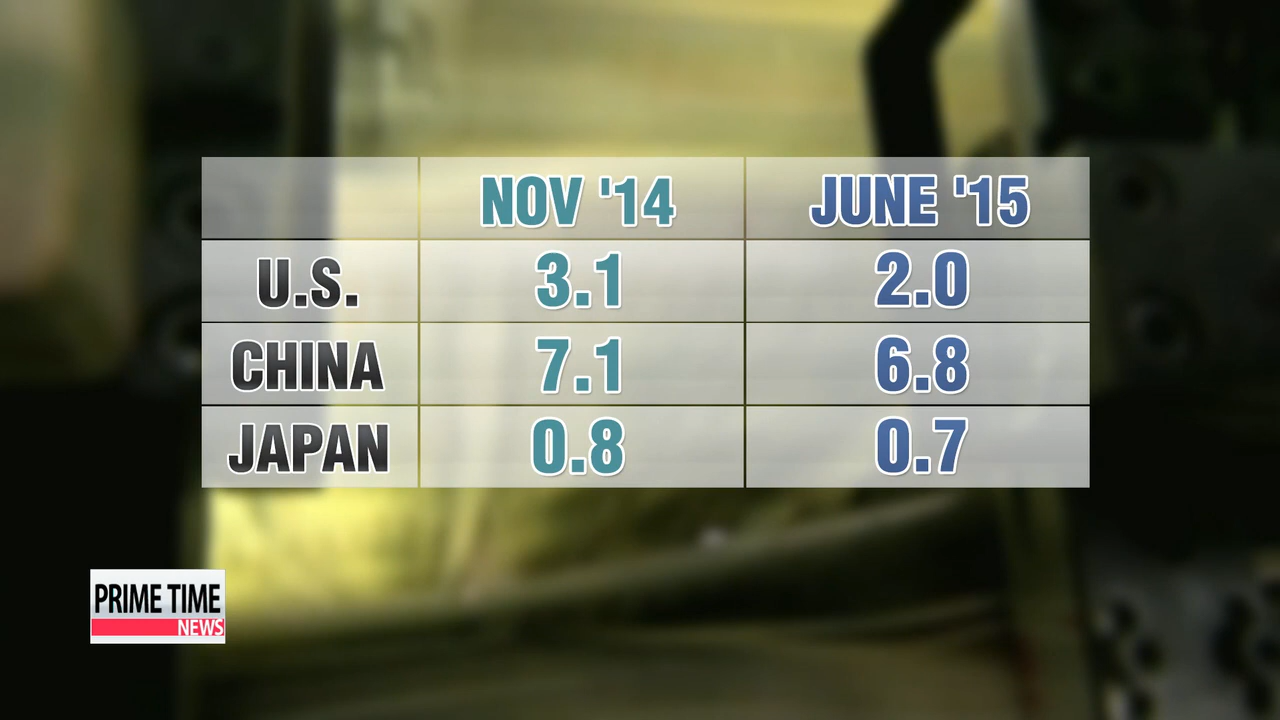 NOV '14 JUNE '15
U.S. 3.1 2.0
CHINA 7.1 6.8
JAPAN 0.8 0.7
PRIME TIME
NEWS